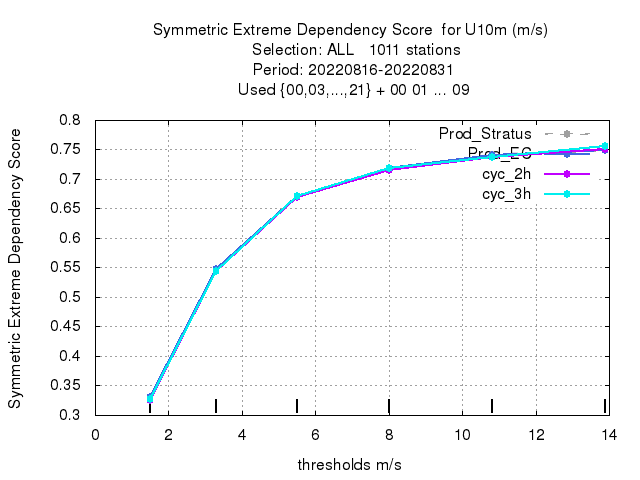 Symmetric Extreme Dependency Score for U10m (m/s)
Selection: ALL 1011 stations
Period: 20220816-20220831
Used {00,03,...,21} + 00 01 ... 09
Symmetric Extreme Dependency Score
0.8
0.75
0.7
0.65
0.6
0.55
0.5
0.45
0.4
0.35
0.3
Prod_Stratus
Prod_EC
cyc_2h
cyc_3h
0 2 4 6 8 10 12 14
thresholds m/s